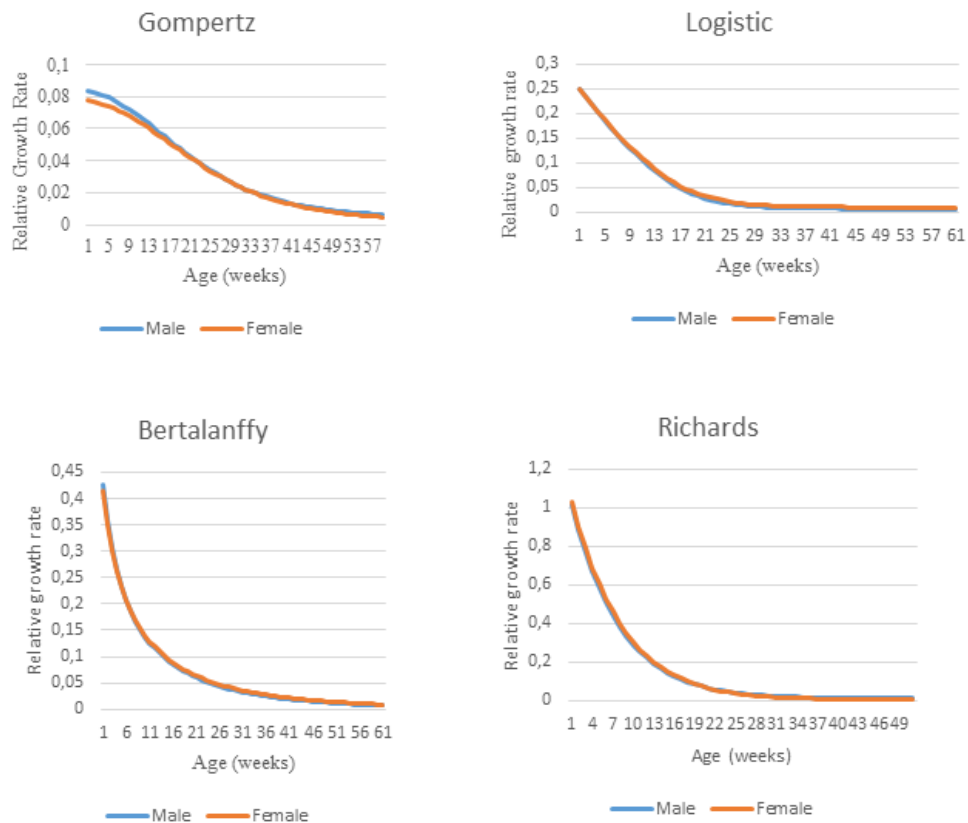 Gompertz
Relative Growth Rate
0,1
0,08
0,06
0,04
0,02
0
1 5 9 13 17 21 25 29 33 37 41 45 49 53 57
Age (weeks)
Male Female
Logistic
Relative growth rate
0,3
0,25
0,2
0,15
0,1
0,05
0
1 5 9 13 17 21 25 29 33 37 41 45 49 53 57 61
Age (weeks)
Male Female
Bertalanffy
Relative growth rate
0,45
0,4
0,35
0,3
0,25
0,2
0,15
0,1
0,05
0
1 6 11 16 21 26 31 36 41 46 51 56 61
Age (weeks)
Male Female
Richards
Relative growth rate
1,2
1
0,8
0,6
0,4
0,2
0
1 4 7 10 13 16 19 22 25 28 31 34 37 40 43 46 49
Age (weeks)
Male Female